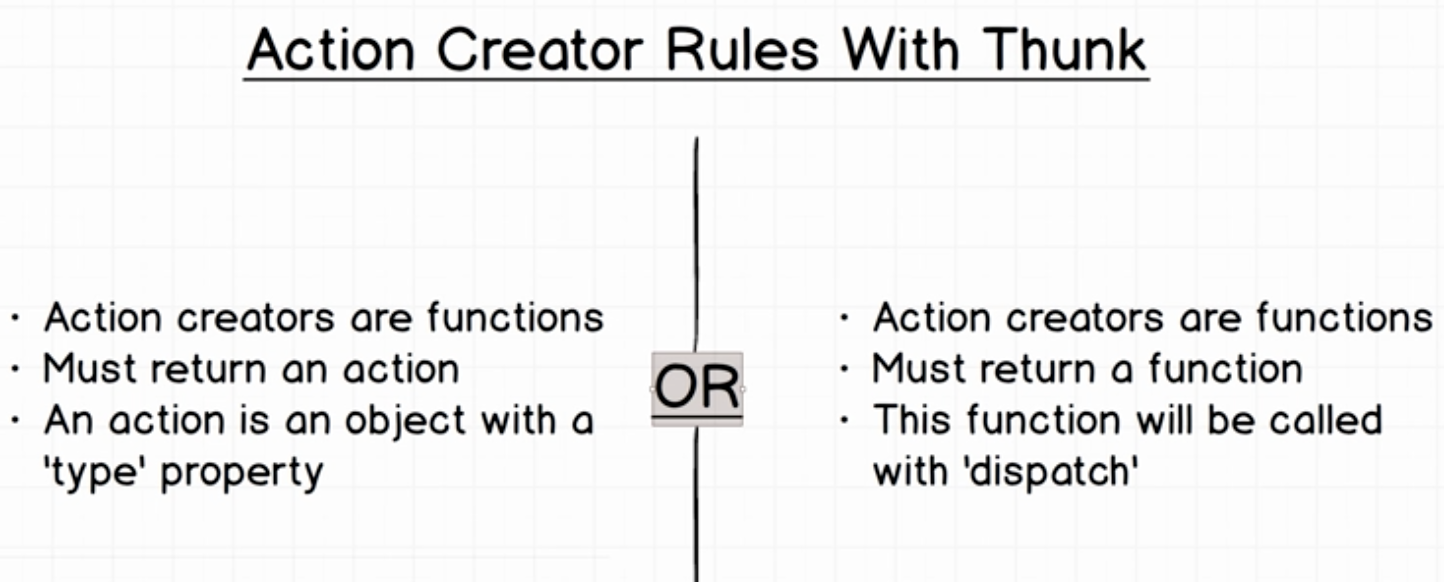 Action Creator Rules With Thunk
· Action creators are functions
· Must return an action
· An action is an object with a
'type' property
OR
· Action creators are functions
· Must return a function
· This function will be called
with 'dispatch'